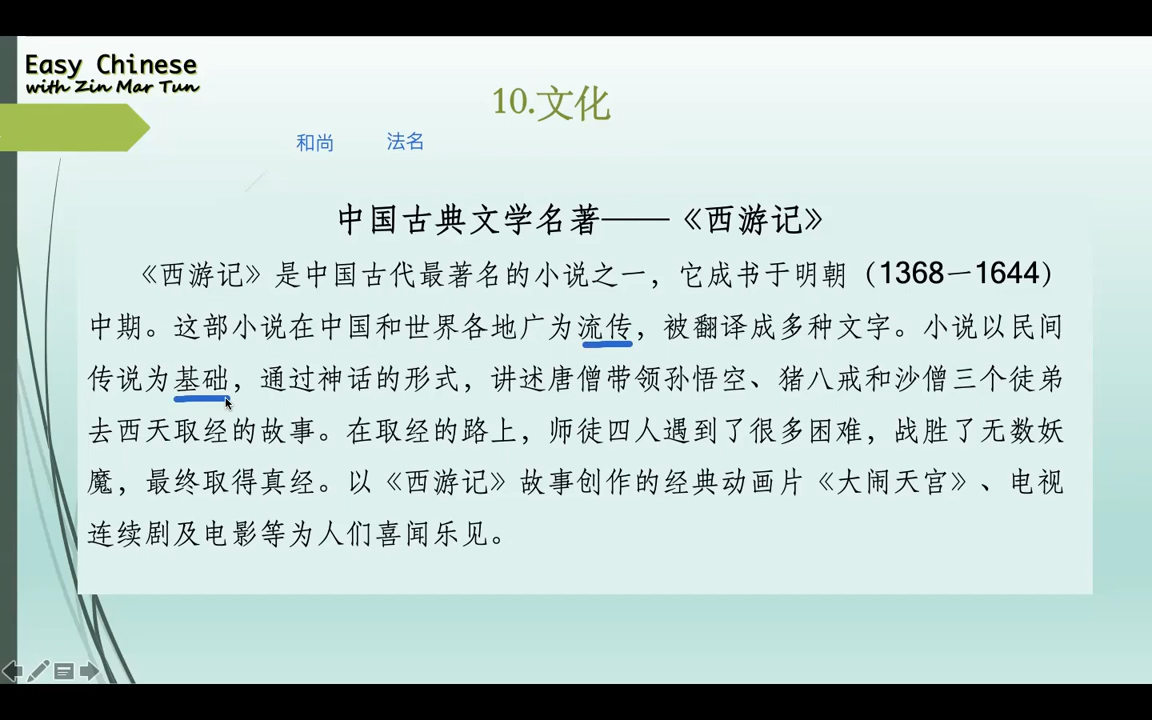 Easy Chinese
with Zin Mar Tun
10.文化
和尚 法名
中国古典文学名著——《西游记》
《西游记》是中国古代最著名的小说之一，它成书于明朝（1368－1644）
中期。这部小说在中国和世界各地广为流传，被翻译成多种文字。小说以民间
传说为基础，通过神话的形式，讲述唐僧带领孙悟空、猪八戒和沙僧三个徒弟
去西天取经的故事。在取经的路上，师徒四人遇到了很多困难，战胜了无数妖
魔，最终取得真经。以《西游记》故事创作的经典动画片《大闹天宫》、电视
连续剧及电影等为人们喜闻乐见。